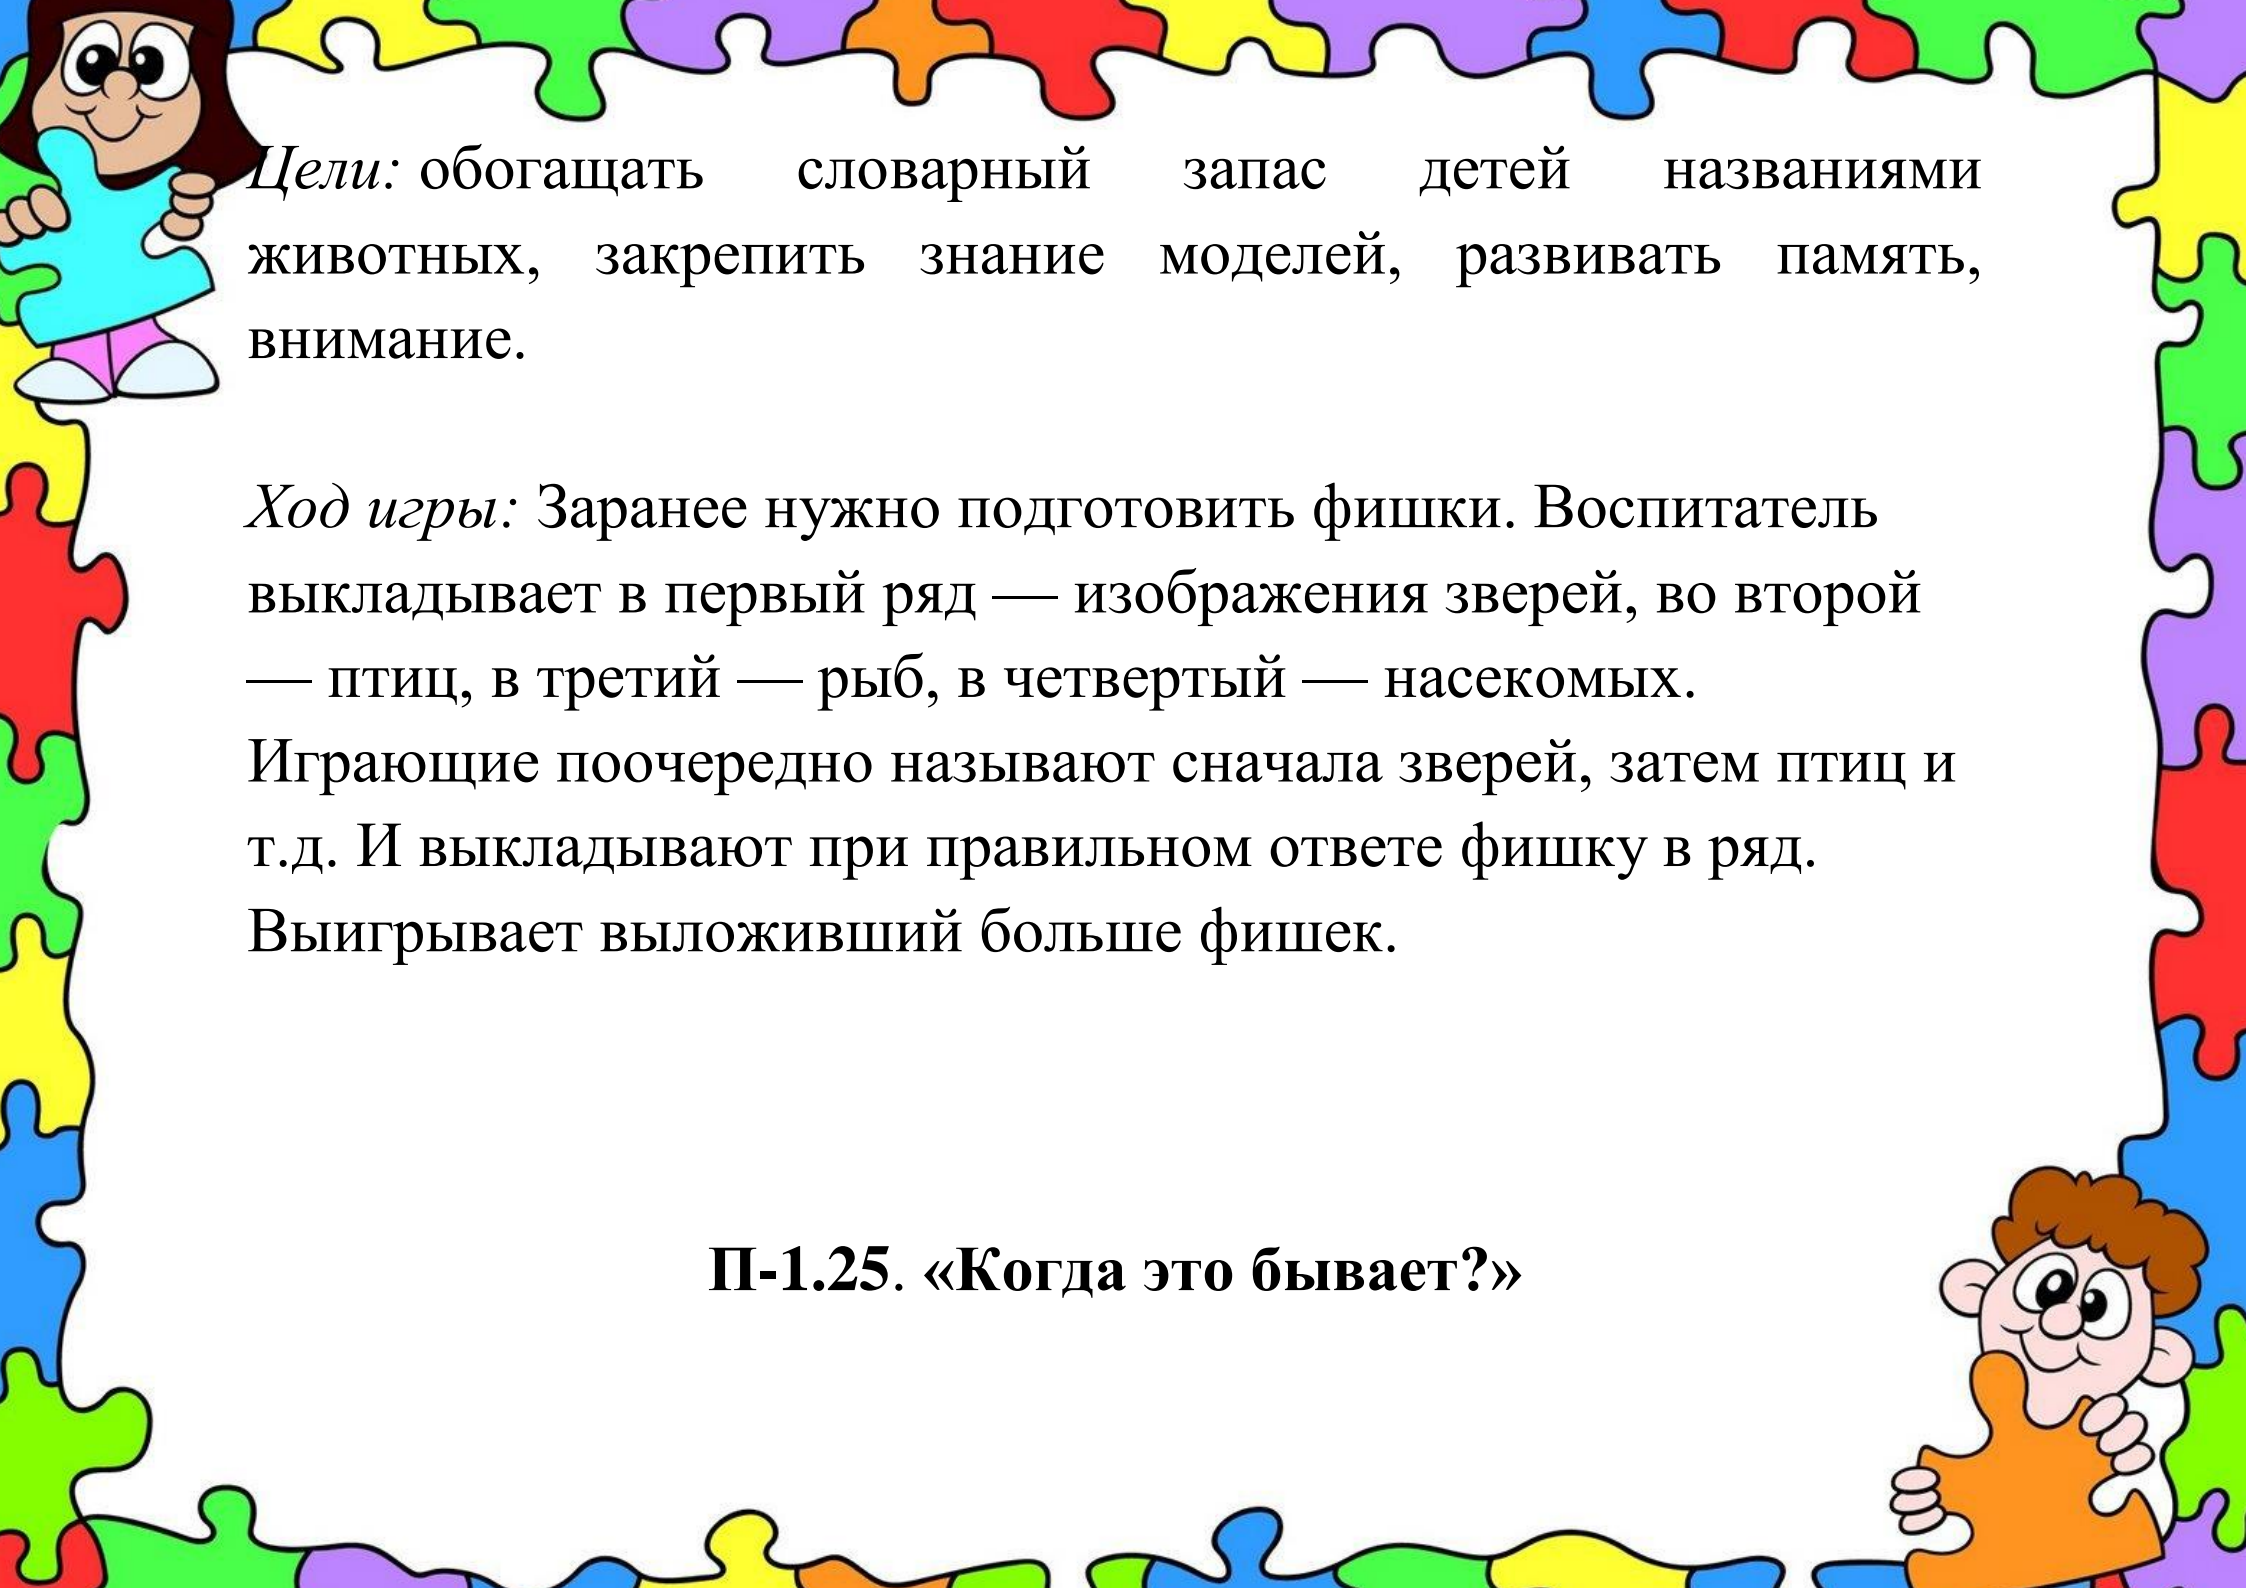 Цели: обогащать словарный запас детей названиями
животных, закрепить знание моделей, развивать память,
внимание.
Ход игры: Заранее нужно подготовить фишки. Воспитатель
выкладывает в первый ряд — изображения зверей, во второй
— птиц, в третий — рыб, в четвертый — насекомых.
Играющие поочередно называют сначала зверей, затем птиц и
т.д. И выкладывают при правильном ответе фишку в ряд.
Выигрывает выложивший больше фишек.
П-1.25. «Когда это бывает?»